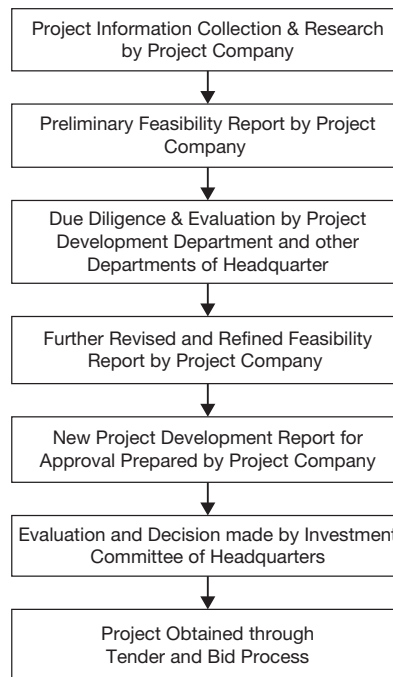 Project Information Collection & Research
by Project Company
Preliminary Feasibility Report by Project
Company
Due Diligence & Evaluation by Project
Development Department and other
Departments of Headquarter
Further Revised and Refined Feasibility
Report by Project Company
New Project Development Report for
Approval Prepared by Project Company
Evaluation and Decision made by Investment
Committee of Headquarters
Project Obtained through
Tender and Bid Process